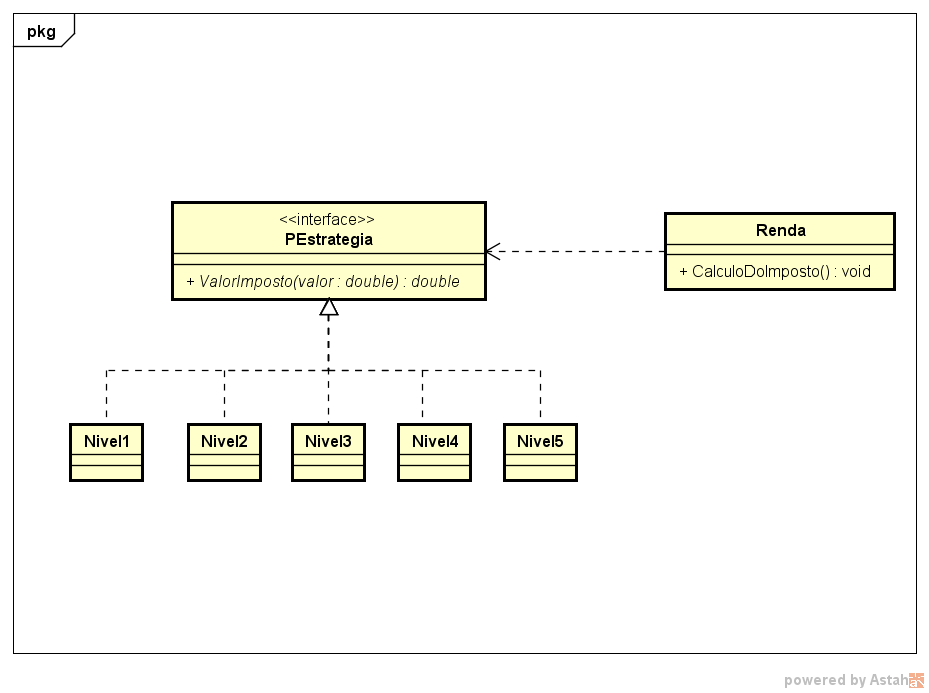 pkg
<<interface>>
PEstrategia
+ ValorImposto(valor : double) : double
Renda
+ CalculoDoImposto() : void
Nivel1
Nivel2
Nivel3
Nivel4
Nivel5
powered by Astah